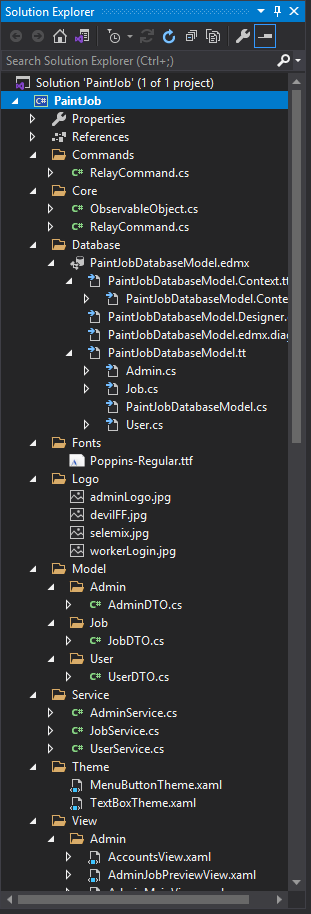 Solution Explorer
Search Solution Explorer (Ctrl+;)
Solution 'PaintJob' (1 of 1 project)
PaintJob
Properties
References
Commands
RelayCommand.cs
Core
ObservableObject.cs
RelayCommand.cs
Database
PaintJobDatabaseModel.edmx
PaintJobDatabaseModel.Context.tt
PaintJobDatabaseModel.Conte
PaintJobDatabaseModel.Designer.
PaintJobDatabaseModel.edmx.dia
PaintJobDatabaseModel.tt
Admin.cs
Job.cs
PaintJobDatabaseModel.cs
User.cs
Fonts
Poppins-Regular.ttf
Logo
adminLogo.jpg
devilFF.jpg
selemix.jpg
workerLogin.jpg
Model
Admin
AdminDTO.cs
Job
JobDTO.cs
User
UserDTO.cs
Service
AdminService.cs
JobService.cs
UserService.cs
Theme
MenuButtonTheme.xaml
TextBoxTheme.xaml
View
Admin
AccountsView.xaml
AdminJobPreviewView.xaml